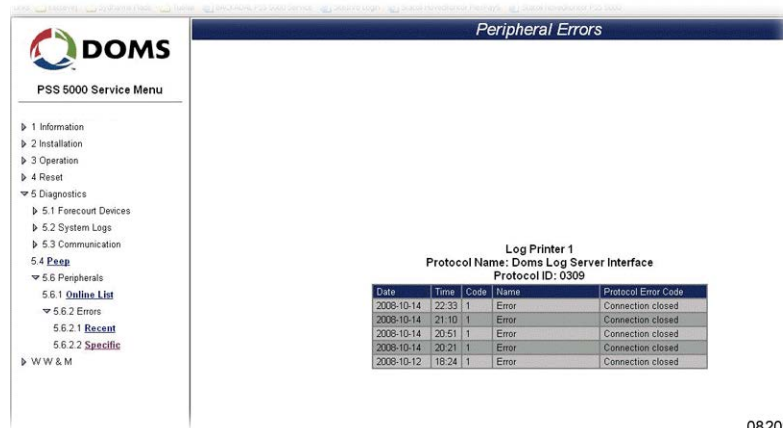 Peripheral Errors
DOMS
PSS 5000 Service Menu
1 Information
2 Installation
3 Operation
4 Reset
5 Diagnostics
5.1 Forecourt Devices
5.2 System Logs
5.3 Communication
5.4 Peep
5.6 Peripherals
5.6.1 Online List
5.6.2 Errors
5.6.2.1 Recent
5.6.2.2 Specific
W W & M
Log Printer 1
Protocol Name: Doms Log Server Interface
Protocol ID: 0309
Date Time Code Name Protocol Error Code
2008-10-14 22:33 1 Error Connection closed
2008-10-14 21:10 1 Error Connection closed
2008-10-14 20:51 1 Error Connection closed
2008-10-14 20:21 1 Error Connection closed
2008-10-12 18:24 1 Error Connection closed
0820